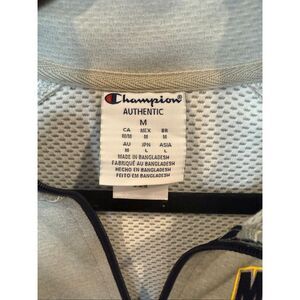 Champion
AUTHENTIC
M
CA MEX BR
M/M M M
AU JPN ASIA
M L L
MADE IN BANGLADESH
FABRIQUÉ AU BANGLADESH
HECHO EN BANGLADESH
FEITO EM BANGLADESH
M